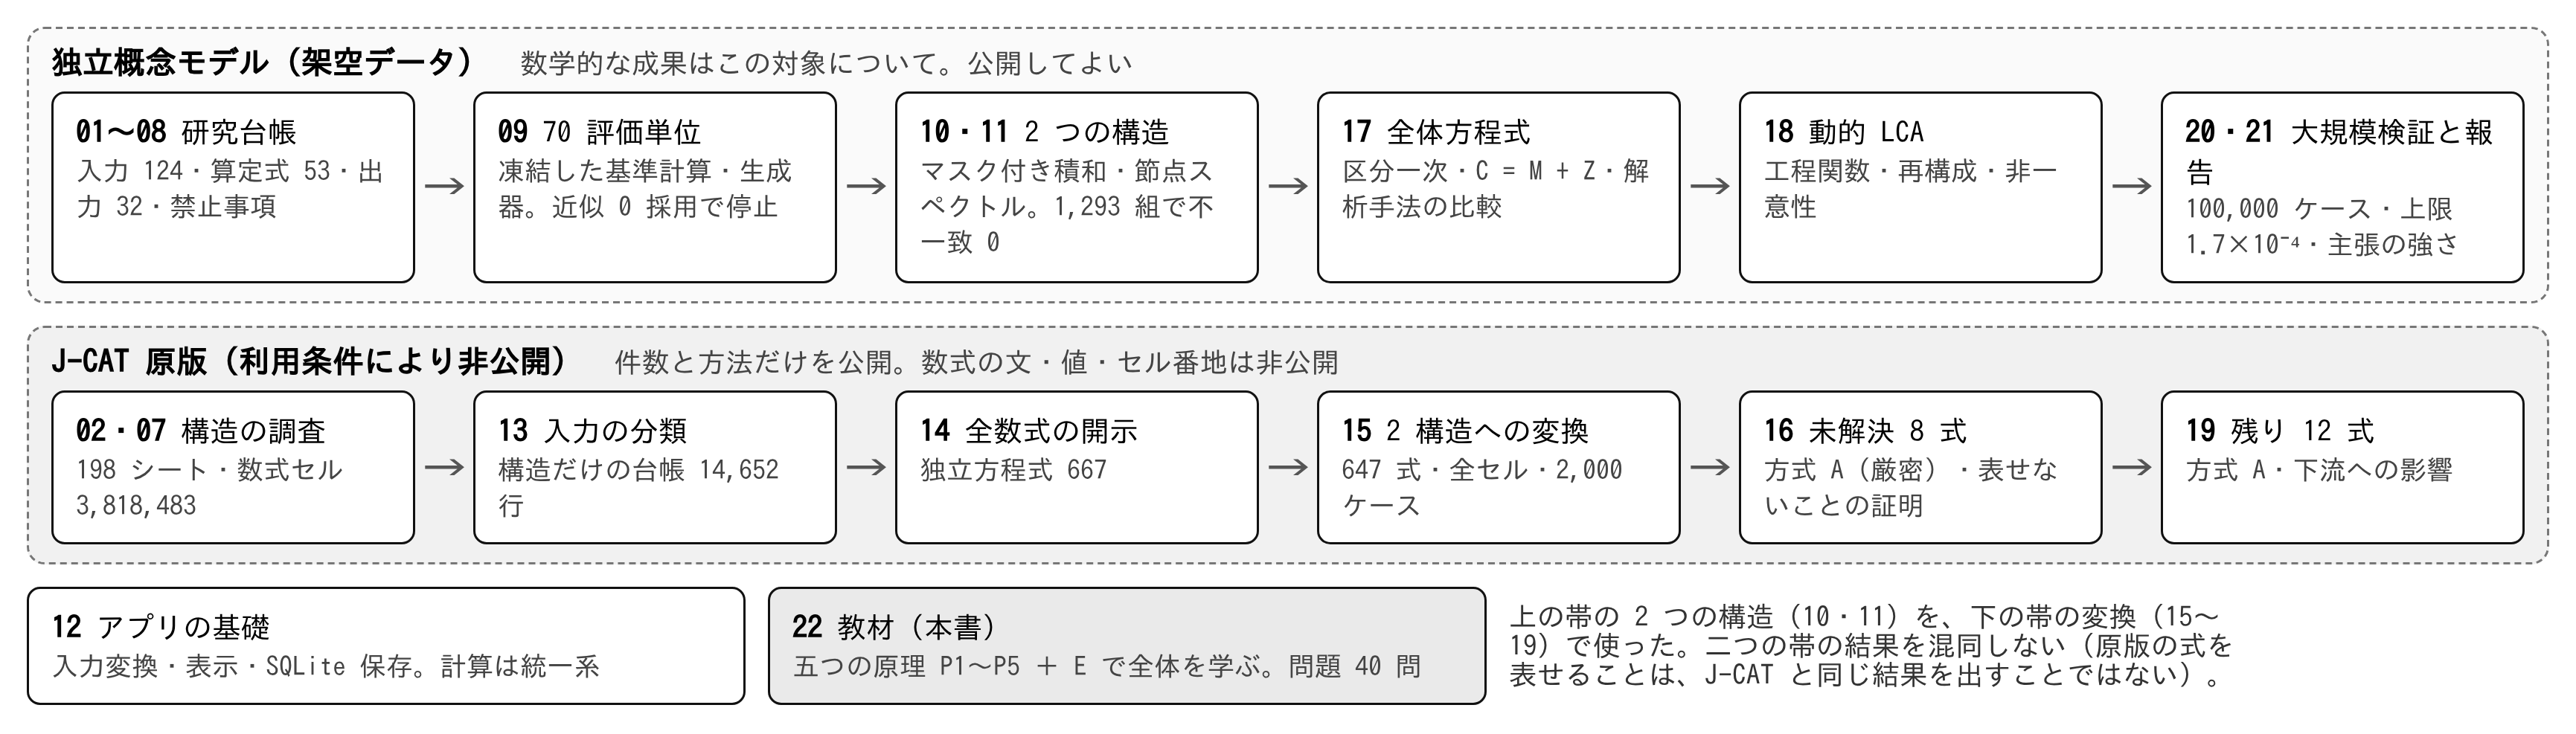 独立概念モデル（架空データ） 数学的な成果はこの対象について。公開してよい
01〜08 研究台帳
入力 124・算定式 53・出
力 32・禁止事項
→
09 70 評価単位
凍結した基準計算・生成
器。近似 0 採用で停止
→
10・11 2 つの構造
マスク付き積和・節点ス
ペクトル。1,293 組で不
一致 0
→
17 全体方程式
区分一次・C = M + Z・解
析手法の比較
→
18 動的 LCA
工程関数・再構成・非一
意性
→
20・21 大規模検証と報
告
100,000 ケース・上限
1.7×10⁻⁴・主張の強さ
J-CAT 原版（利用条件により非公開） 件数と方法だけを公開。数式の文・値・セル番地は非公開
02・07 構造の調査
198 シート・数式セル
3,818,483
→
13 入力の分類
構造だけの台帳 14,652
行
→
14 全数式の開示
独立方程式 667
→
15 2 構造への変換
647 式・全セル・2,000
ケース
→
16 未解決 8 式
方式 A（厳密）・表せな
いことの証明
→
19 残り 12 式
方式 A・下流への影響
12 アプリの基礎
入力変換・表示・SQLite 保存。計算は統一系
22 教材（本書）
五つの原理 P1〜P5 ＋ E で全体を学ぶ。問題 40 問
上の帯の 2 つの構造（10・11）を、下の帯の変換（15〜
19）で使った。二つの帯の結果を混同しない（原版の式を
表せることは、J-CAT と同じ結果を出すことではない）。